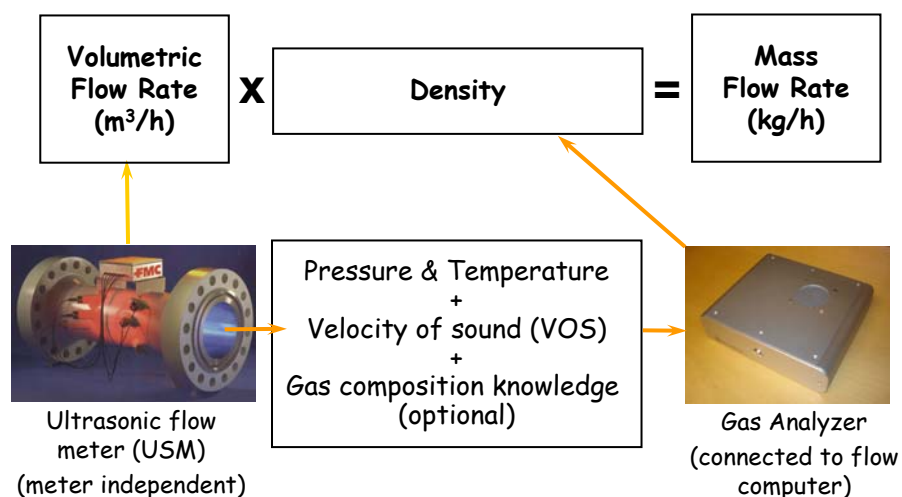 Volumetric
Flow Rate
(m³/h)
x
Density
=
Mass
Flow Rate
(kg/h)
FMC
Pressure & Temperature
+
Velocity of sound (VOS)
+
Gas composition knowledge
(optional)
Ultrasonic flow
meter (USM)
(meter independent)
Gas Analyzer
(connected to flow
computer)